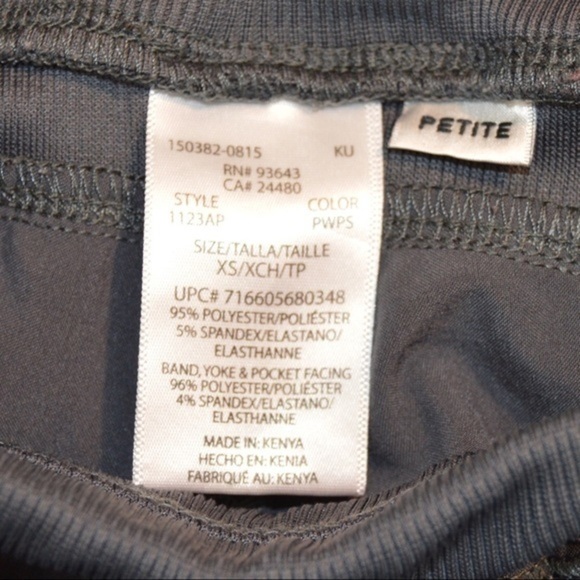 150382-0815 KU
RN# 93643
CA# 24480
STYLE COLOR
1123AP PWPS
SIZE/TALLA/TAILLE
XS/XCH/TP
UPC# 716605680348
95% POLYESTER/POLIÉSTER
5% SPANDEX/ELASTANO/
ELASTHANNE
BAND, YOKE & POCKET FACING
96% POLYESTER/POLIÉSTER
4% SPANDEX/ELASTANO/
ELASTHANNE
MADE IN: KENYA
HECHO EN: KENIA
FABRIQUÉ AU: KENYA
PETITE